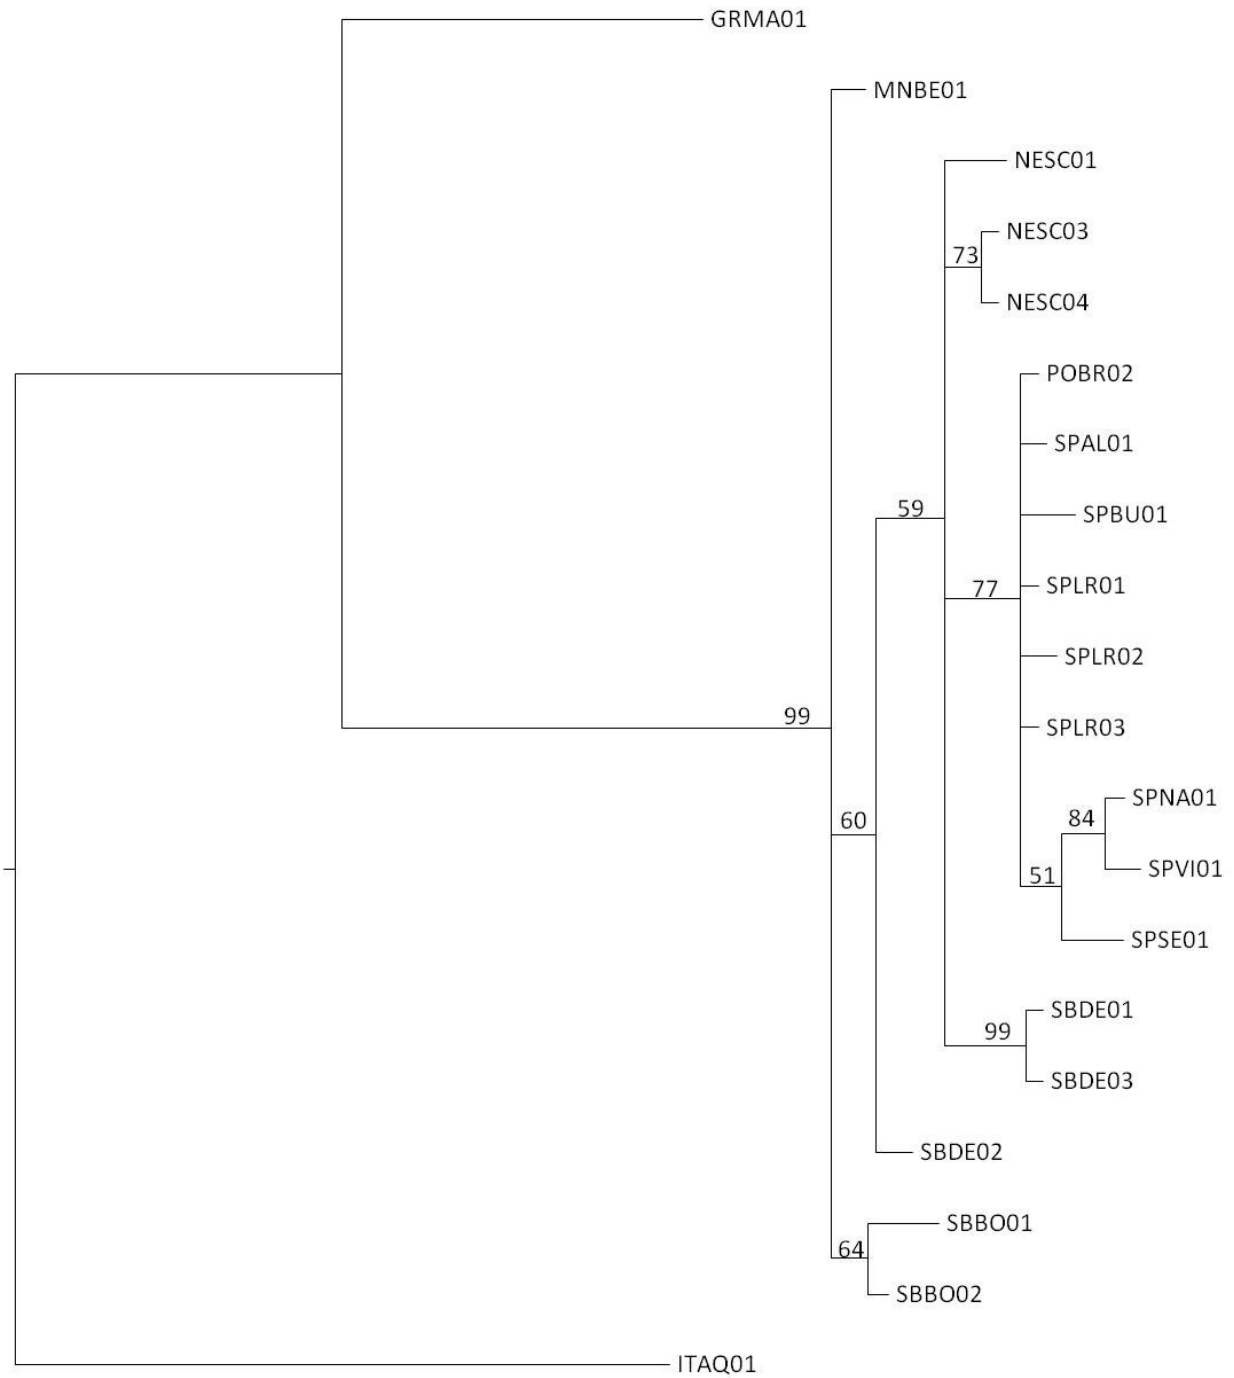 GRMA01
MNBE01
NESC01
NESC03
73
NESC04
POBR02
SPAL01
59
SPBU01
SPLR01
77
SPLR02
99
SPLR03
SPNA01
84
60
SPVI01
51
SPSE01
SBDE01
99
SBDE03
SBDE02
SBBO01
64
SBBO02
ITAQ01